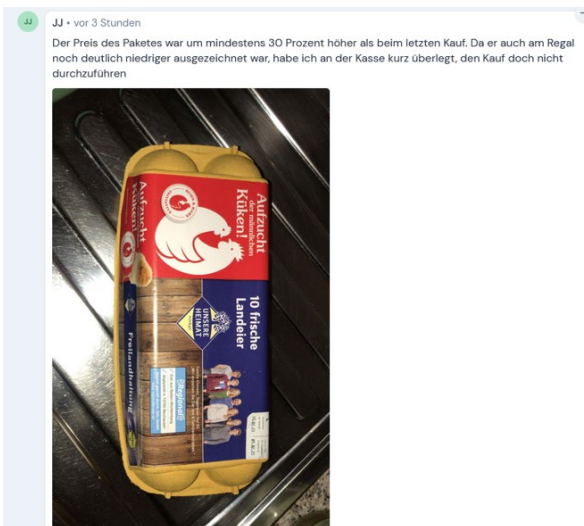 JJ
JJ • vor 3 Stunden
Der Preis des Paketes war um mindestens 30 Prozent höher als beim letzten Kauf. Da er auch am Regal
noch deutlich niedriger ausgezeichnet war, habe ich an der Kasse kurz überlegt, den Kauf doch nicht
durchzuführen
Aufzucht
der männlichen
Küken!
Aufzucht
Küken!
10 frische
Landeier
UNSERE
HEIMAT
Freilandhaltung
Regional